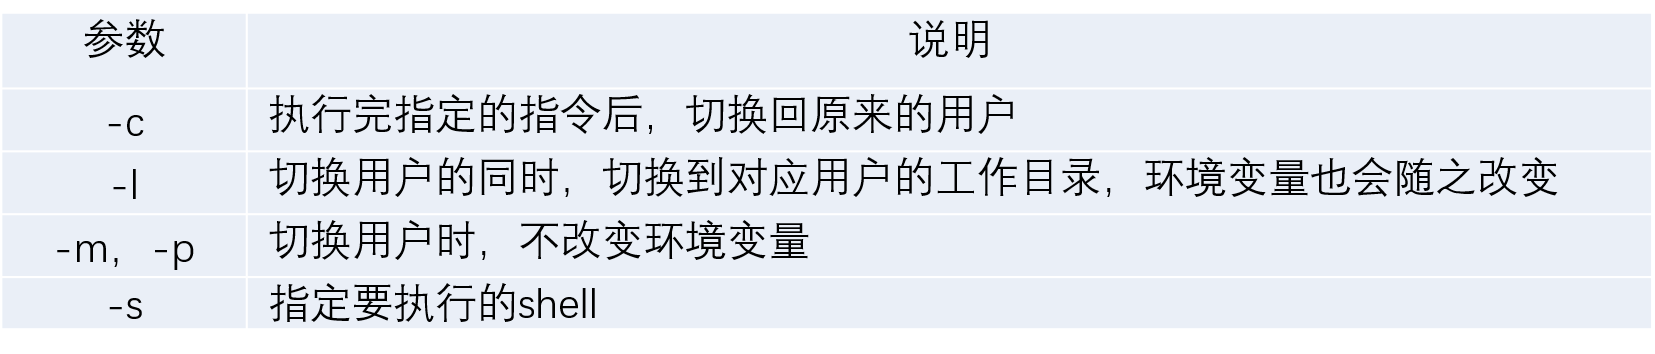 参数 说明
-c 执行完指定的指令后，切换回原来的用户
-l 切换用户的同时，切换到对应用户的工作目录，环境变量也会随之改变
-m，-p 切换用户时，不改变环境变量
-s 指定要执行的shell